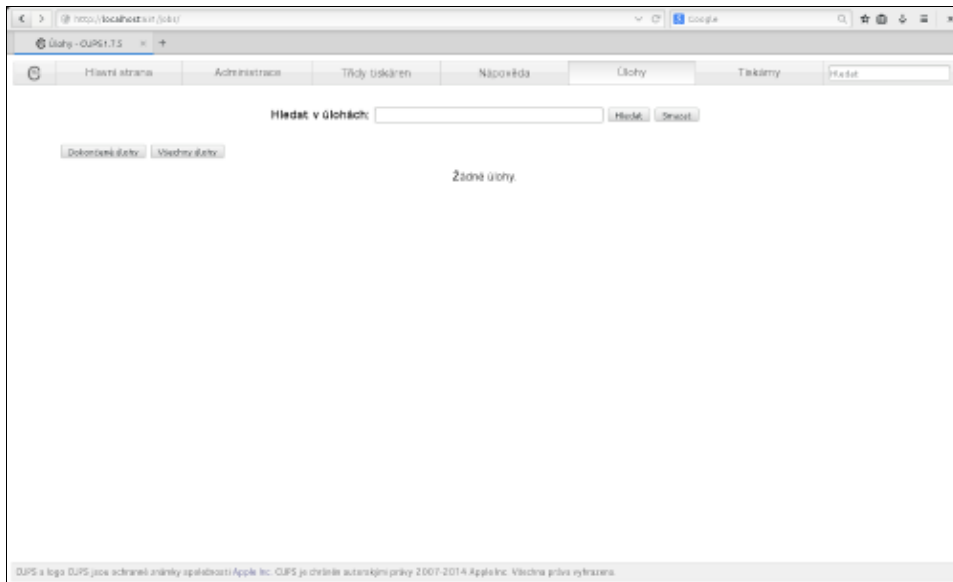 http://localhost:631/jobs/
Google
Úlohy - CUPS 1.7.5
Hlavní strana Administrace Třídy tiskáren Nápověda Úlohy Tiskárny Hledat
Hledat v úlohách: Hledat Smazat
Dokončené úlohy Všechny úlohy
Žádné úlohy.
CUPS a logo CUPS jsou ochranné známky společnosti Apple Inc. CUPS je chráněn autorskými právy 2007-2014 Apple Inc. Všechna práva vyhrazena.